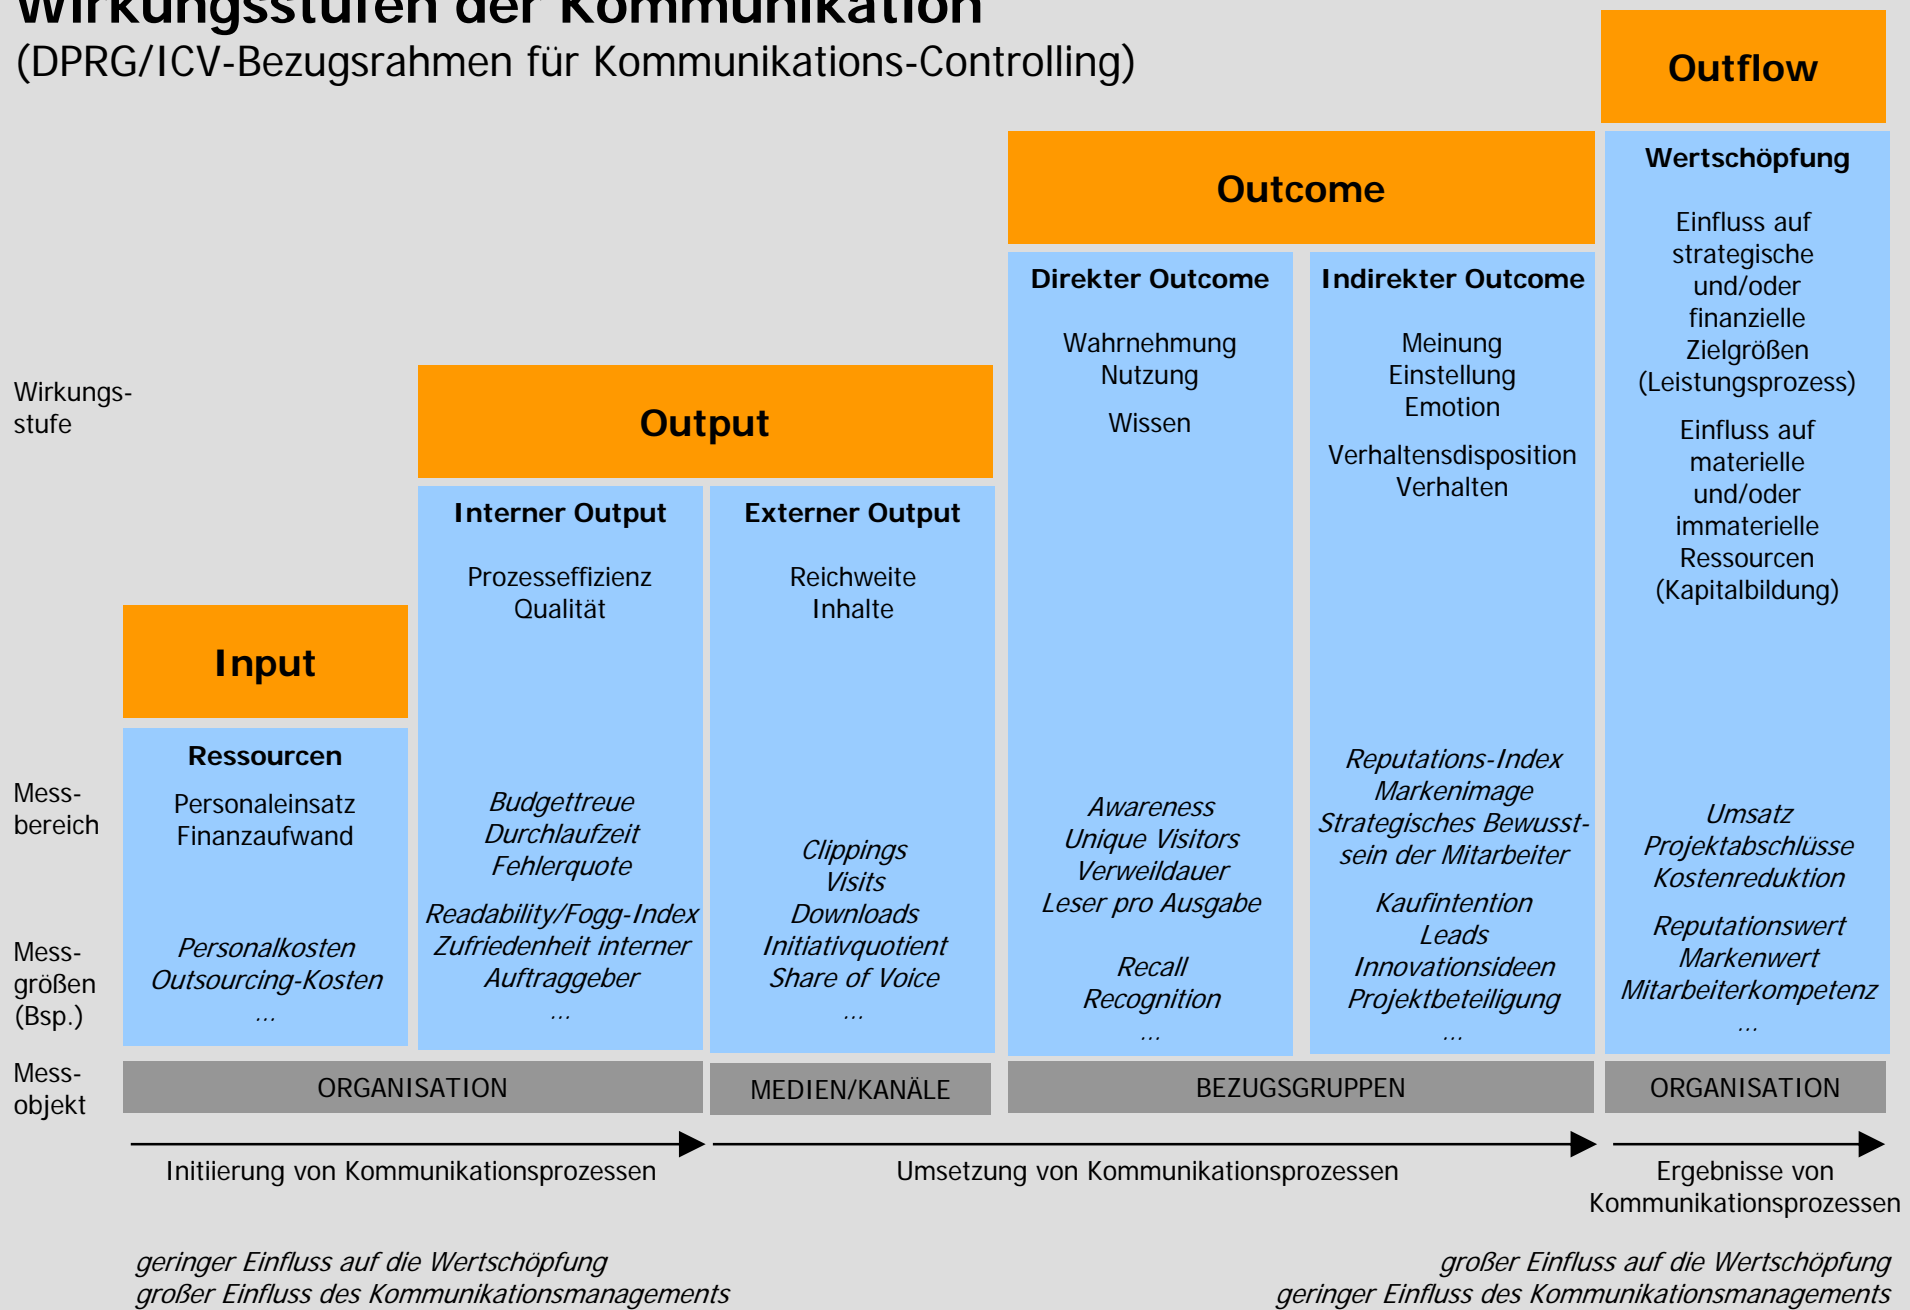 Wirkungsstufen der Kommunikation
(DPRG/ICV-Bezugsrahmen für Kommunikations-Controlling)
Outflow
Wertschöpfung
Einfluss auf
strategische
und/oder
finanzielle
Zielgrößen
(Leistungsprozess)
Einfluss auf
materielle
und/oder
immaterielle
Ressourcen
(Kapitalbildung)
Umsatz
Projektabschlüsse
Kostenreduktion
Reputationswert
Markenwert
Mitarbeiterkompetenz
...
Outcome
Direkter Outcome
Wahrnehmung
Nutzung
Wissen
Awareness
Unique Visitors
Verweildauer
Leser pro Ausgabe
Recall
Recognition
...
Indirekter Outcome
Meinung
Einstellung
Emotion
Verhaltensdisposition
Verhalten
Reputations-Index
Markenimage
Strategisches Bewusst-
sein der Mitarbeiter
Kaufintention
Leads
Innovationsideen
Projektbeteiligung
...
Wirkungs-
stufe
Output
Interner Output
Prozesseffizienz
Qualität
Budgettreue
Durchlaufzeit
Fehlerquote
Readability/Fogg-Index
Zufriedenheit interner
Auftraggeber
...
Externer Output
Reichweite
Inhalte
Clippings
Visits
Downloads
Initiativquotient
Share of Voice
...
Input
Ressourcen
Mess-
bereich
Personaleinsatz
Finanzaufwand
Mess-
größen
(Bsp.)
Personalkosten
Outsourcing-Kosten
...
Mess-
objekt
ORGANISATION
MEDIEN/KANÄLE
BEZUGSGRUPPEN
ORGANISATION
Initiierung von Kommunikationsprozessen
Umsetzung von Kommunikationsprozessen
Ergebnisse von
Kommunikationsprozessen
geringer Einfluss auf die Wertschöpfung
großer Einfluss des Kommunikationsmanagements
großer Einfluss auf die Wertschöpfung
geringer Einfluss des Kommunikationsmanagements